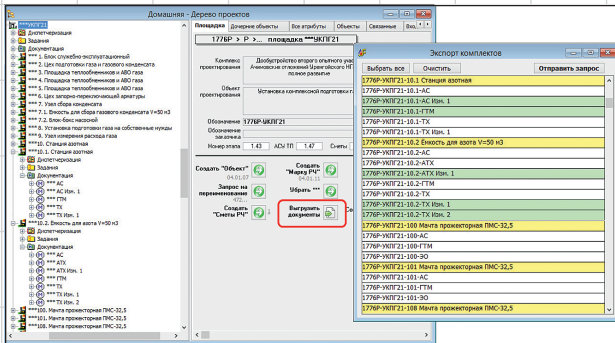 Домашняя - Дерево проектов
***УКПГ21
Диспетчеризация
Задания
Документация
*** 1. Блок служебно-эксплуатационный
*** 2. Цех подготовки газа и газового конденсата
*** 3. Площадка теплообменников и АВО газа
*** 4. Площадка теплообменников и АВО газа
*** 5. Площадка теплообменников и АВО газа
*** 6. Цех запорно-переключающей арматуры
*** 7. Узел сбора конденсата
*** 7.1. Емкость для сбора газового конденсата V=50 м3
*** 7.2. Блок-бокс насосной
*** 8. Установка подготовки газа на собственные нужды
*** 9. Узел измерения расхода газа
***10. Станция азотная
***10.1. Станция азотная
Диспетчеризация
Задания
Документация
*** АС
*** АС Изм. 1
*** ГТМ
*** ТХ
*** ТХ Изм. 1
***10.2. Емкость для азота V=50 м3
Диспетчеризация
Задания
Документация
*** АС
*** АТХ
*** АТХ Изм. 1
*** ГТМ
*** ТХ
*** ТХ Изм. 1
*** ТХ Изм. 2
***100. Мачта прожекторная ПМС-32,5
***101. Мачта прожекторная ПМС-32,5
***108. Мачта прожекторная ПМС-32,5
Площадка Дочерние объекты Все атрибуты Объекты Связанные Вхо
1776Р > Р >... площадка ***УКПГ21
Комплекс проектирования
Дообустройство второго опытного учас
Ачимовских отложений Уренгойского НГ
полное развитие
Объект проектирования
Установка комплексной подготовки г
Обозначение 1776Р-УКПГ21
Обозначение заказчика
Номер этапа 1.43 АСУ ТП 1.47 Сметы
Создать "Объект"
04.01.07
Создать "Марку РЧ"
04.01.11
Запрос на переименование
472...
Убрать ***
Создать "Сметы РЧ"
Выгрузить документы
Экспорт комплектов
Выбрать все Очистить Отправить запрос
1776Р-УКПГ21-10.1 Станция азотная
1776Р-УКПГ21-10.1-АС
1776Р-УКПГ21-10.1-АС Изм. 1
1776Р-УКПГ21-10.1-ГТМ
1776Р-УКПГ21-10.1-ТХ
1776Р-УКПГ21-10.1-ТХ Изм. 1
1776Р-УКПГ21-10.2 Емкость для азота V=50 м3
1776Р-УКПГ21-10.2-АС
1776Р-УКПГ21-10.2-АТХ
1776Р-УКПГ21-10.2-АТХ Изм. 1
1776Р-УКПГ21-10.2-ГТМ
1776Р-УКПГ21-10.2-ТХ
1776Р-УКПГ21-10.2-ТХ Изм. 1
1776Р-УКПГ21-10.2-ТХ Изм. 2
1776Р-УКПГ21-100 Мачта прожекторная ПМС-32,5
1776Р-УКПГ21-100-АС
1776Р-УКПГ21-100-ГТМ
1776Р-УКПГ21-100-ЭО
1776Р-УКПГ21-101 Мачта прожекторная ПМС-32,5
1776Р-УКПГ21-101-АС
1776Р-УКПГ21-101-ГТМ
1776Р-УКПГ21-101-ЭО
1776Р-УКПГ21-108 Мачта прожекторная ПМС-32,5